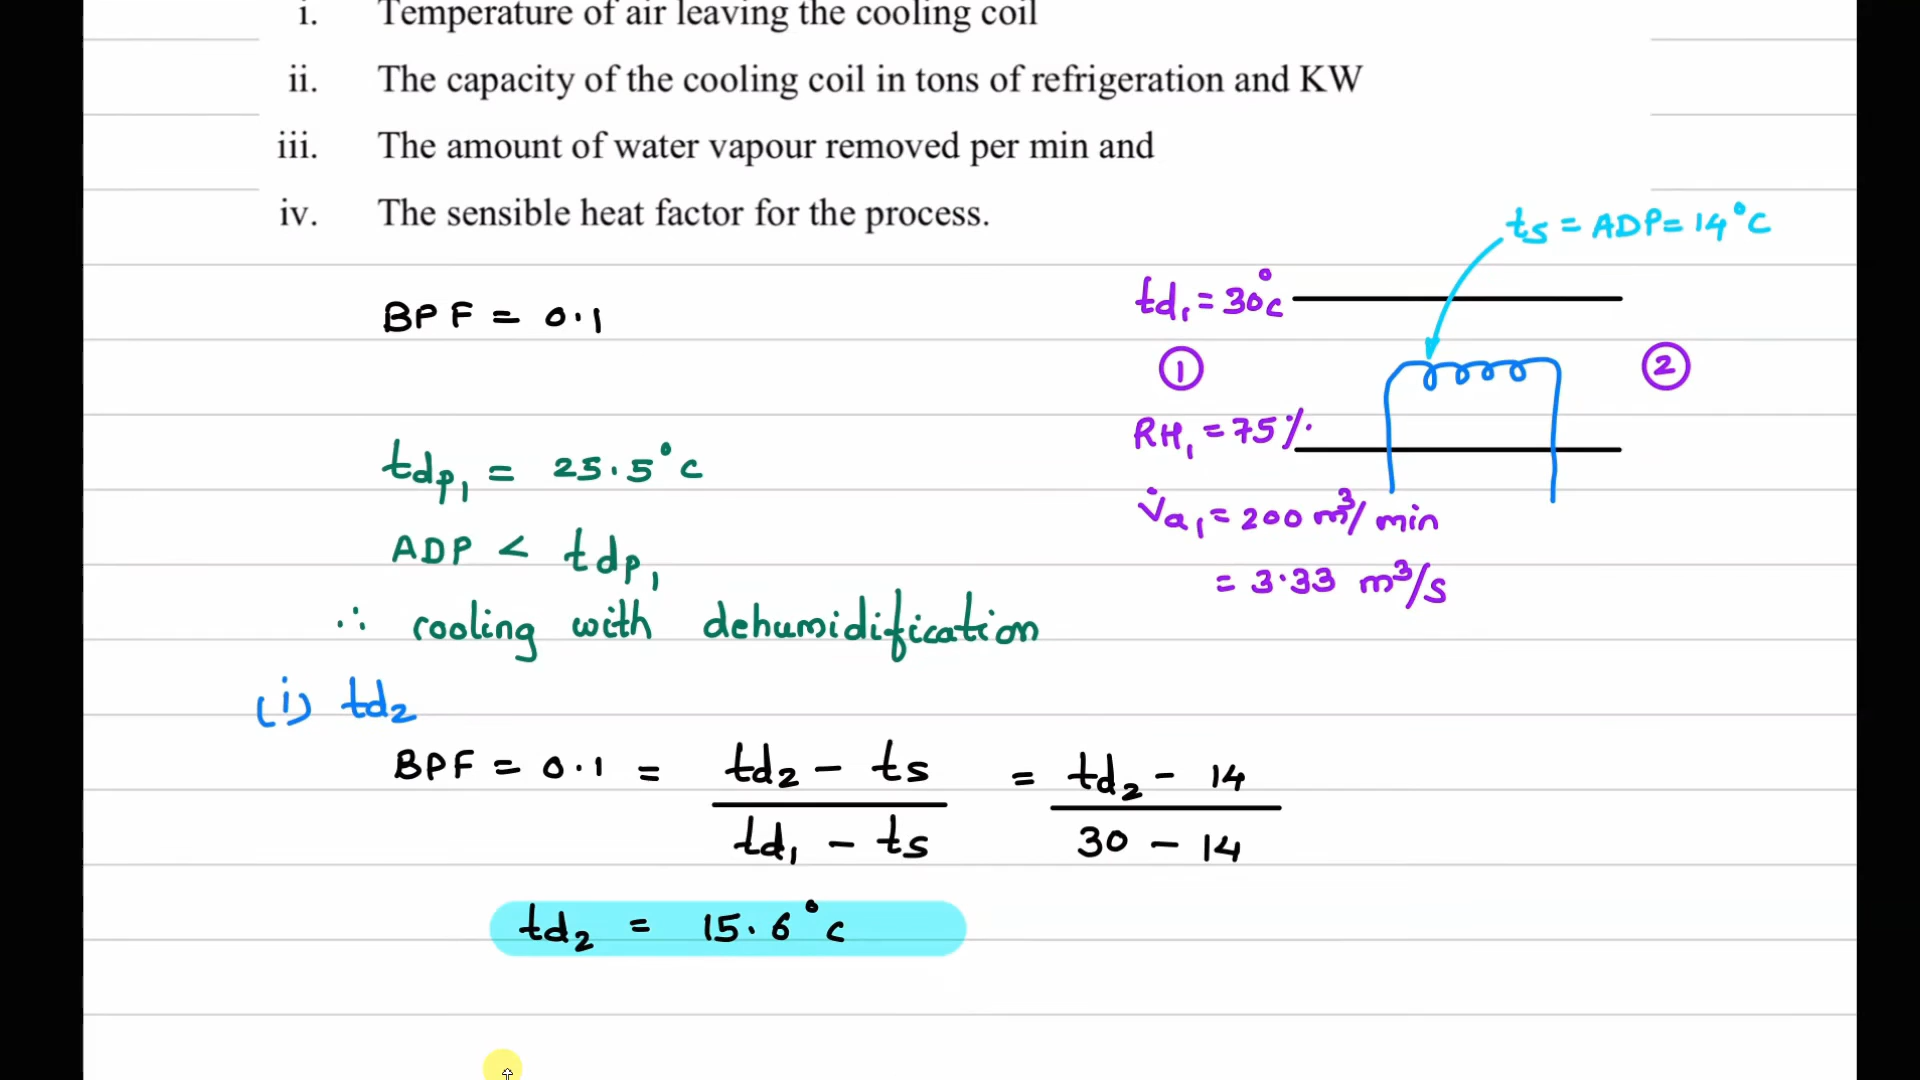 i. Temperature of air leaving the cooling coil
ii. The capacity of the cooling coil in tons of refrigeration and KW
iii. The amount of water vapour removed per min and
iv. The sensible heat factor for the process.
ts = ADP = 14°C
td₁ = 30°C
BPF = 0.1
① ②
RH₁ = 75%
tdp₁ = 25.5°C
V̇a₁ = 200 m³/min
ADP < tdp₁
= 3.33 m³/s
∴ cooling with dehumidification
(i) td₂
BPF = 0.1 = td₂ - ts / td₁ - ts = td₂ - 14 / 30 - 14
td₂ = 15.6°C